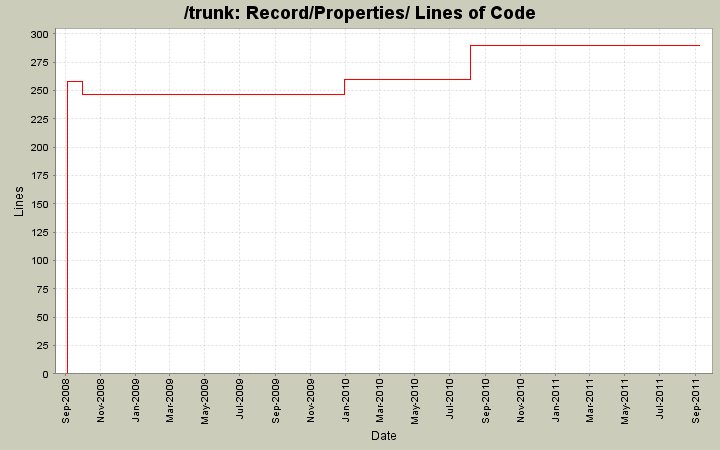 /trunk: Record/Properties/ Lines of Code
300
275
250
225
200
175
150
125
100
75
50
25
0
Lines
Sep-2008
Nov-2008
Jan-2009
Mar-2009
May-2009
Jul-2009
Sep-2009
Nov-2009
Jan-2010
Mar-2010
May-2010
Jul-2010
Sep-2010
Nov-2010
Jan-2011
Mar-2011
May-2011
Jul-2011
Sep-2011
Date